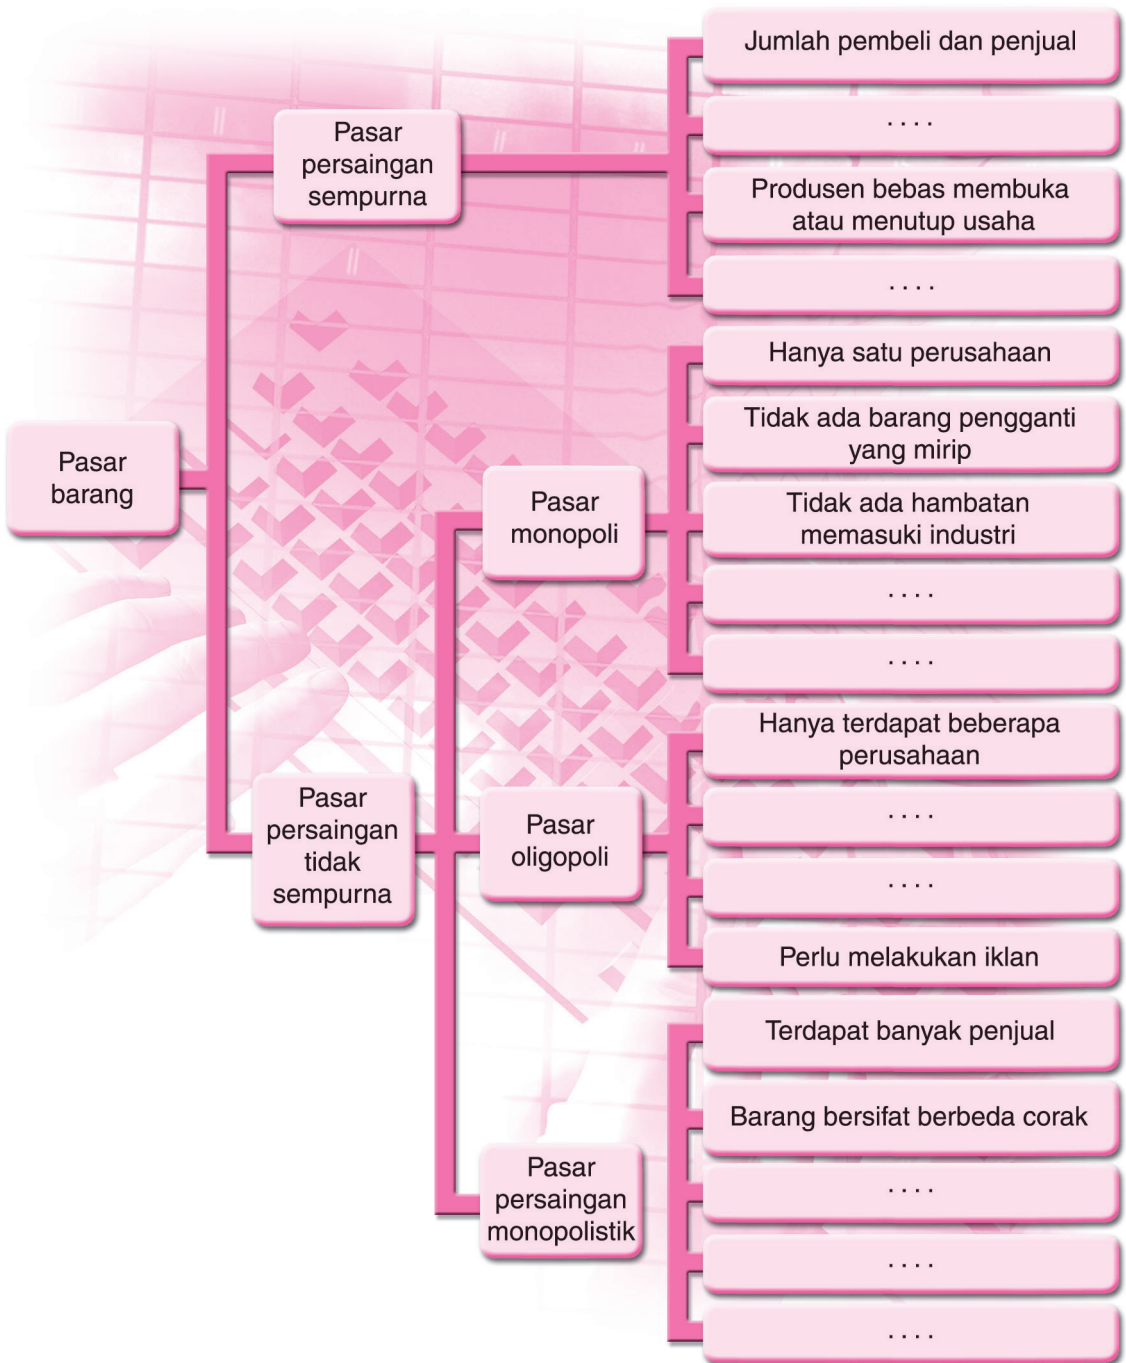 Pasar
barang
Pasar
persaingan
sempurna
Jumlah pembeli dan penjual
. . . .
Produsen bebas membuka
atau menutup usaha
. . . .
Pasar
persaingan
tidak
sempurna
Pasar
monopoli
Hanya satu perusahaan
Tidak ada barang pengganti
yang mirip
Tidak ada hambatan
memasuki industri
. . . .
. . . .
Pasar
oligopoli
Hanya terdapat beberapa
perusahaan
. . . .
. . . .
Perlu melakukan iklan
Pasar
persaingan
monopolistik
Terdapat banyak penjual
Barang bersifat berbeda corak
. . . .
. . . .
. . . .